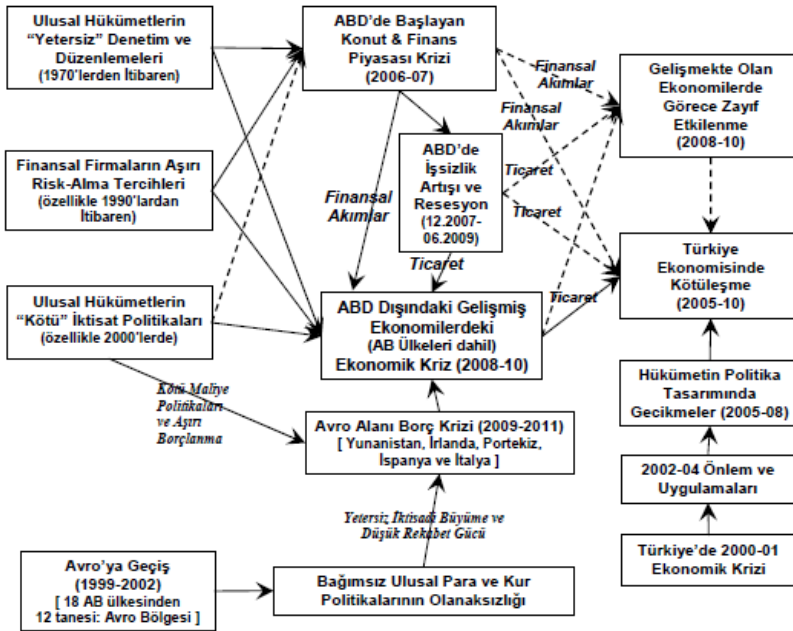 Ulusal Hükümetlerin
“Yetersiz” Denetim ve
Düzenlemeleri
(1970'lerden İtibaren)
ABD’de Başlayan
Konut & Finans
Piyasası Krizi
(2006-07)
Finansal
Akımlar
Finansal
Akımlar
Gelişmekte Olan
Ekonomilerde
Görece Zayıf
Etkilenme
(2008-10)
Finansal Firmaların Aşırı
Risk-Alma Tercihleri
(özellikle 1990'lardan
İtibaren)
Finansal
Akımlar
ABD’de
İşsizlik
Artışı ve
Resesyon
(12.2007-
06.2009)
Ticaret
Ticaret
Ticaret
Türkiye
Ekonomisinde
Kötüleşme
(2005-10)
Ulusal Hükümetlerin
“Kötü” İktisat Politikaları
(özellikle 2000'lerde)
ABD Dışındaki Gelişmiş
Ekonomilerdeki
(AB Ülkeleri dahil)
Ekonomik Kriz (2008-10)
Ticaret
Kötü Maliye
Politikaları
ve Aşırı
Borçlanma
Avro Alanı Borç Krizi (2009-2011)
[ Yunanistan, İrlanda, Portekiz,
İspanya ve İtalya ]
Hükümetin Politika
Tasarımında
Gecikmeler (2005-08)
2002-04 Önlem ve
Uygulamaları
Yetersiz İktisadi Büyüme ve
Düşük Rekabet Gücü
Türkiye’de 2000-01
Ekonomik Krizi
Avro’ya Geçiş
(1999-2002)
[ 18 AB ülkesinden
12 tanesi: Avro Bölgesi ]
Bağımsız Ulusal Para ve Kur
Politikalarının Olanaksızlığı